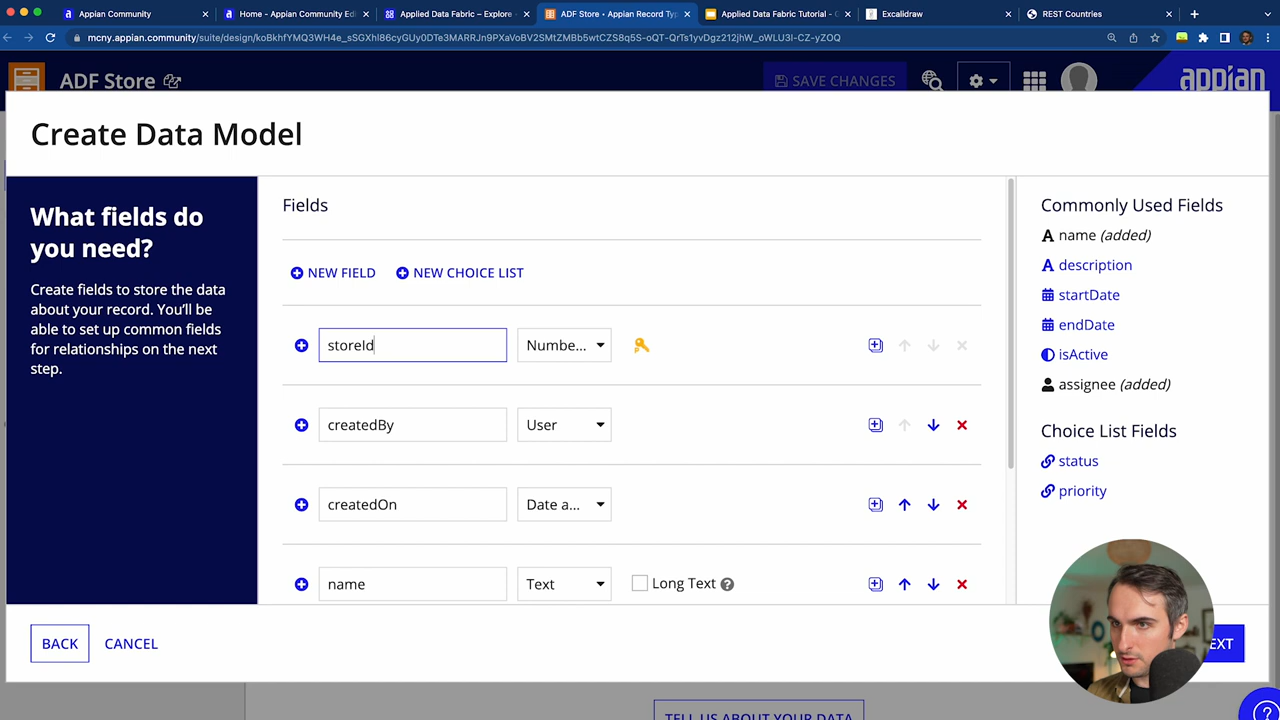 Appian Community
Home - Appian Community Edi
Applied Data Fabric – Explore
ADF Store • Appian Record Typ
Applied Data Fabric Tutorial - G
Excalidraw
REST Countries
ADF Store
SAVE CHANGES
appian
Create Data Model
What fields do
you need?
Create fields to store the data
about your record. You'll be
able to set up common fields
for relationships on the next
step.
Fields
NEW FIELD
NEW CHOICE LIST
storeId
Numbe...
createdBy
User
createdOn
Date a...
name
Text
Long Text
Commonly Used Fields
name (added)
description
startDate
endDate
isActive
assignee (added)
Choice List Fields
status
priority
BACK
CANCEL
EXT
TELL US ABOUT YOUR DATA